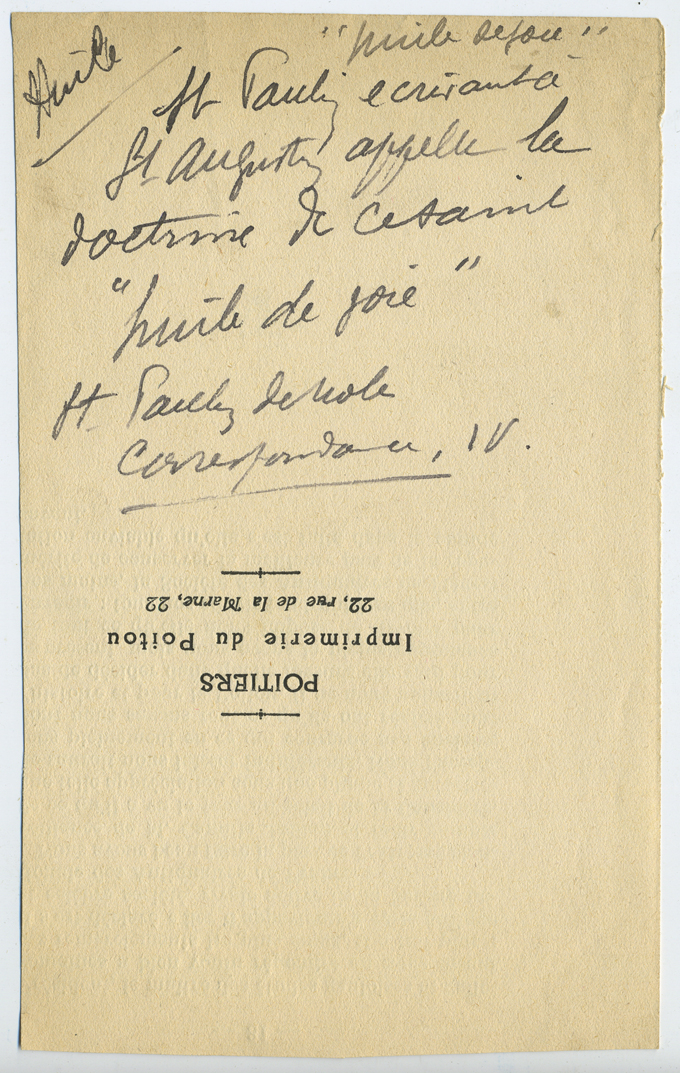 Huile
"huile de joie"
St Paulin ecrivant à
St Augustin appelle la
doctrine de ce saint
"huile de joie"
St Paulin de Nole
Correspondance, IV.
POITIERS
Imprimerie du Poitou
22, rue de la Marne, 22